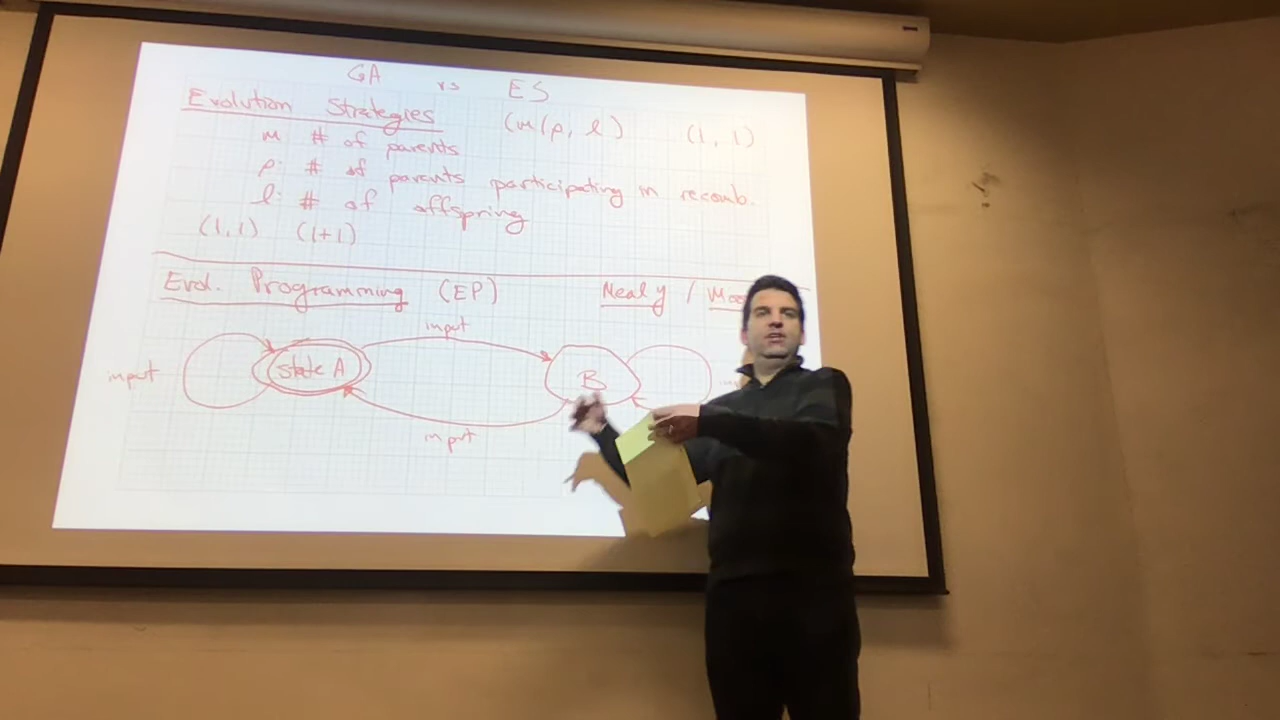 GA vs ES
Evolution Strategies (m/ρ, l) (1, 1)
m # of parents
ρ: # of parents participating in recomb.
l: # of offspring
(1,1) (1+1)
Evol. Programming (EP) Mealy /
input
input state A B
input